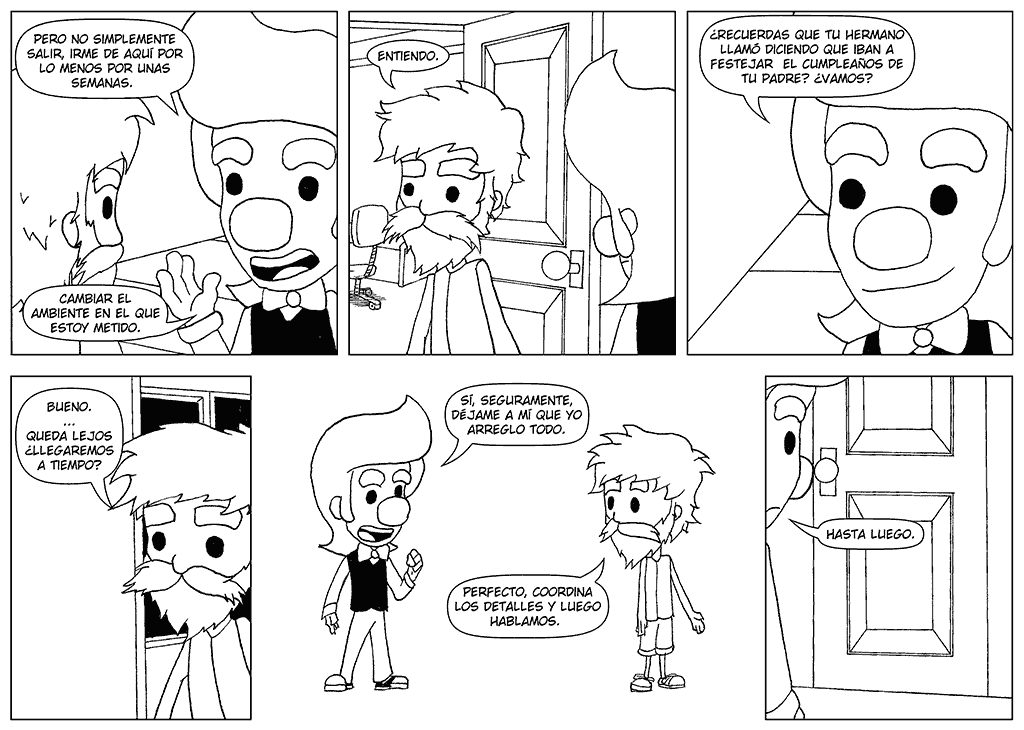 PERO NO SIMPLEMENTE
SALIR, IRME DE AQUÍ POR
LO MENOS POR UNAS
SEMANAS.
CAMBIAR EL
AMBIENTE EN EL QUE
ESTOY METIDO.
ENTIENDO.
¿RECUERDAS QUE TU HERMANO
LLAMÓ DICIENDO QUE IBAN A
FESTEJAR EL CUMPLEAÑOS DE
TU PADRE? ¿VAMOS?
BUENO.
...
QUEDA LEJOS
¿LLEGAREMOS
A TIEMPO?
SÍ, SEGURAMENTE,
DÉJAME A MÍ QUE YO
ARREGLO TODO.
PERFECTO, COORDINA
LOS DETALLES Y LUEGO
HABLAMOS.
HASTA LUEGO.